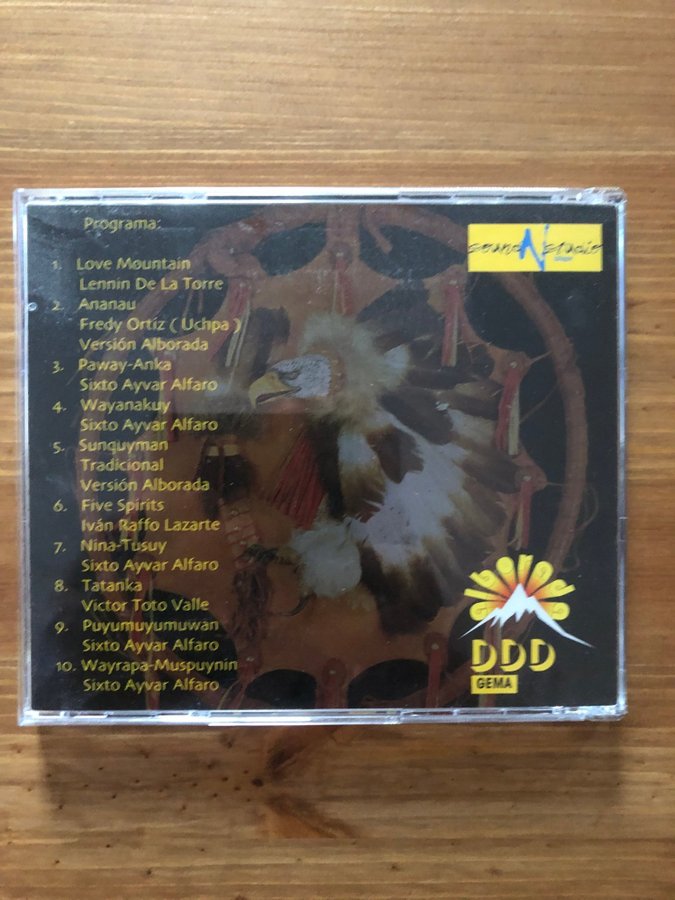 Programa:
1. Love Mountain
Lennin De La Torre
2. Ananau
Fredy Ortiz ( Uchpa )
Versión Alborada
3. Paway-Anka
Sixto Ayvar Alfaro
4. Wayanakuy
Sixto Ayvar Alfaro
5. Sunquyman
Tradicional
Versión Alborada
6. Five Spirits
Iván Raffo Lazarte
7. Nina-Tusuy
Sixto Ayvar Alfaro
8. Tatanka
Victor Toto Valle
9. Puyumuyumuwan
Sixto Ayvar Alfaro
10. Wayrapa-Muspuynin
Sixto Ayvar Alfaro
sound N studio
alborada
DDD
GEMA